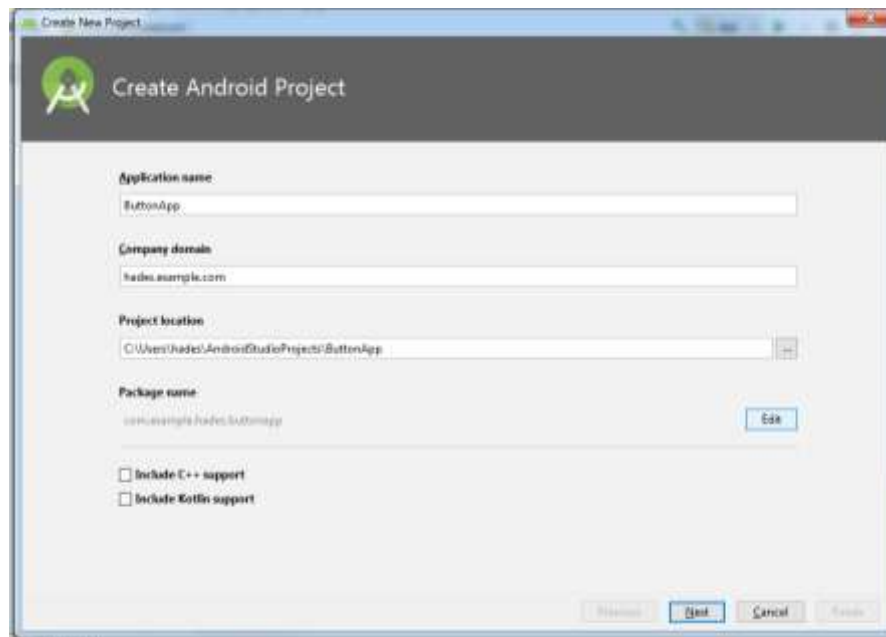 Create New Project
Create Android Project
Application name
ButtonApp
Company domain
hades.example.com
Project location
C:\Users\hades\AndroidStudioProjects\ButtonApp
...
Package name
com.example.hades.buttonapp
Edit
Include C++ support
Include Kotlin support
Previous
Next
Cancel
Finish